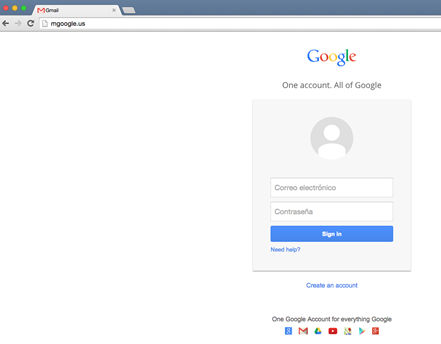 Gmail
mgoogle.us
Google
One account. All of Google
Correo electrónico
Contraseña
Sign in
Need help?
Create an account
One Google Account for everything Google